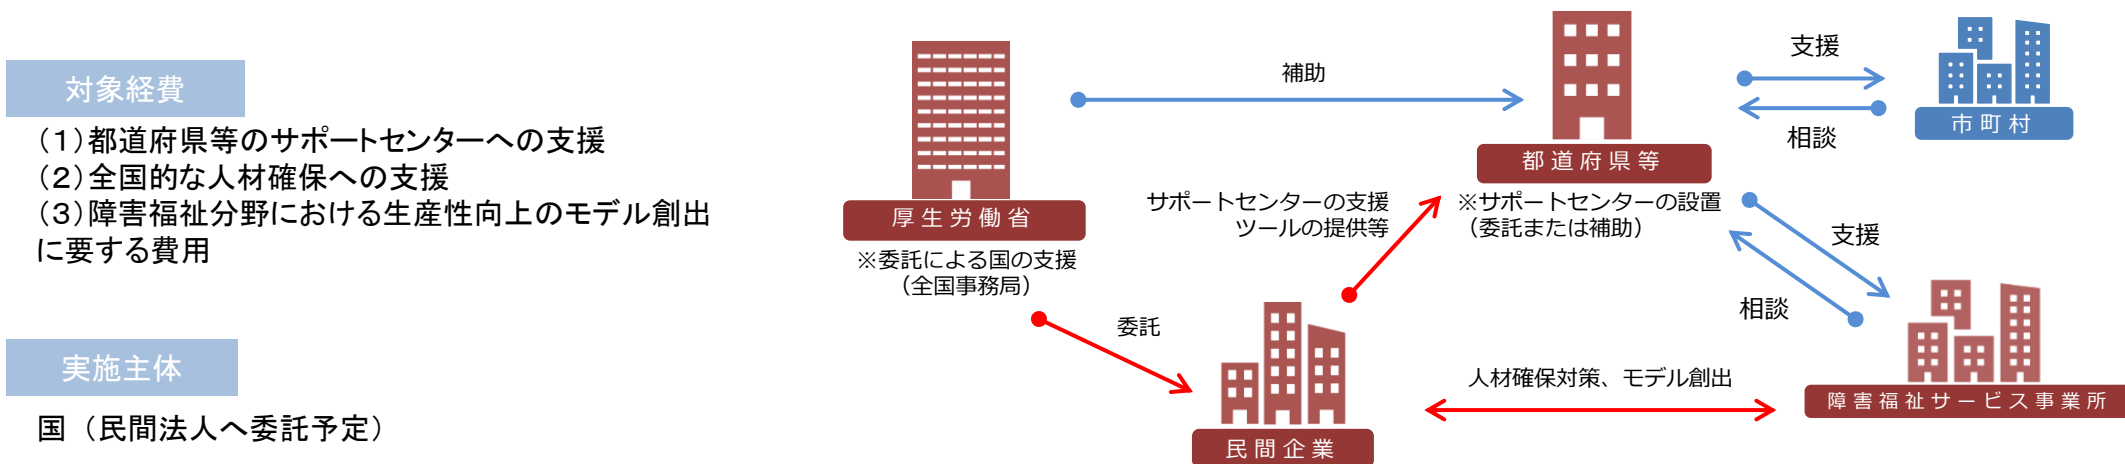 対象経費
（１）都道府県等のサポートセンターへの支援
（２）全国的な人材確保への支援
（３）障害福祉分野における生産性向上のモデル創出
に要する費用
実施主体
国（民間法人へ委託予定）
厚生労働省
※委託による国の支援
（全国事務局）
補助
都道府県等
※サポートセンターの設置
（委託または補助）
支援
相談
市町村
サポートセンターの支援
ツールの提供等
委託
民間企業
支援
相談
人材確保対策、モデル創出
障害福祉サービス事業所